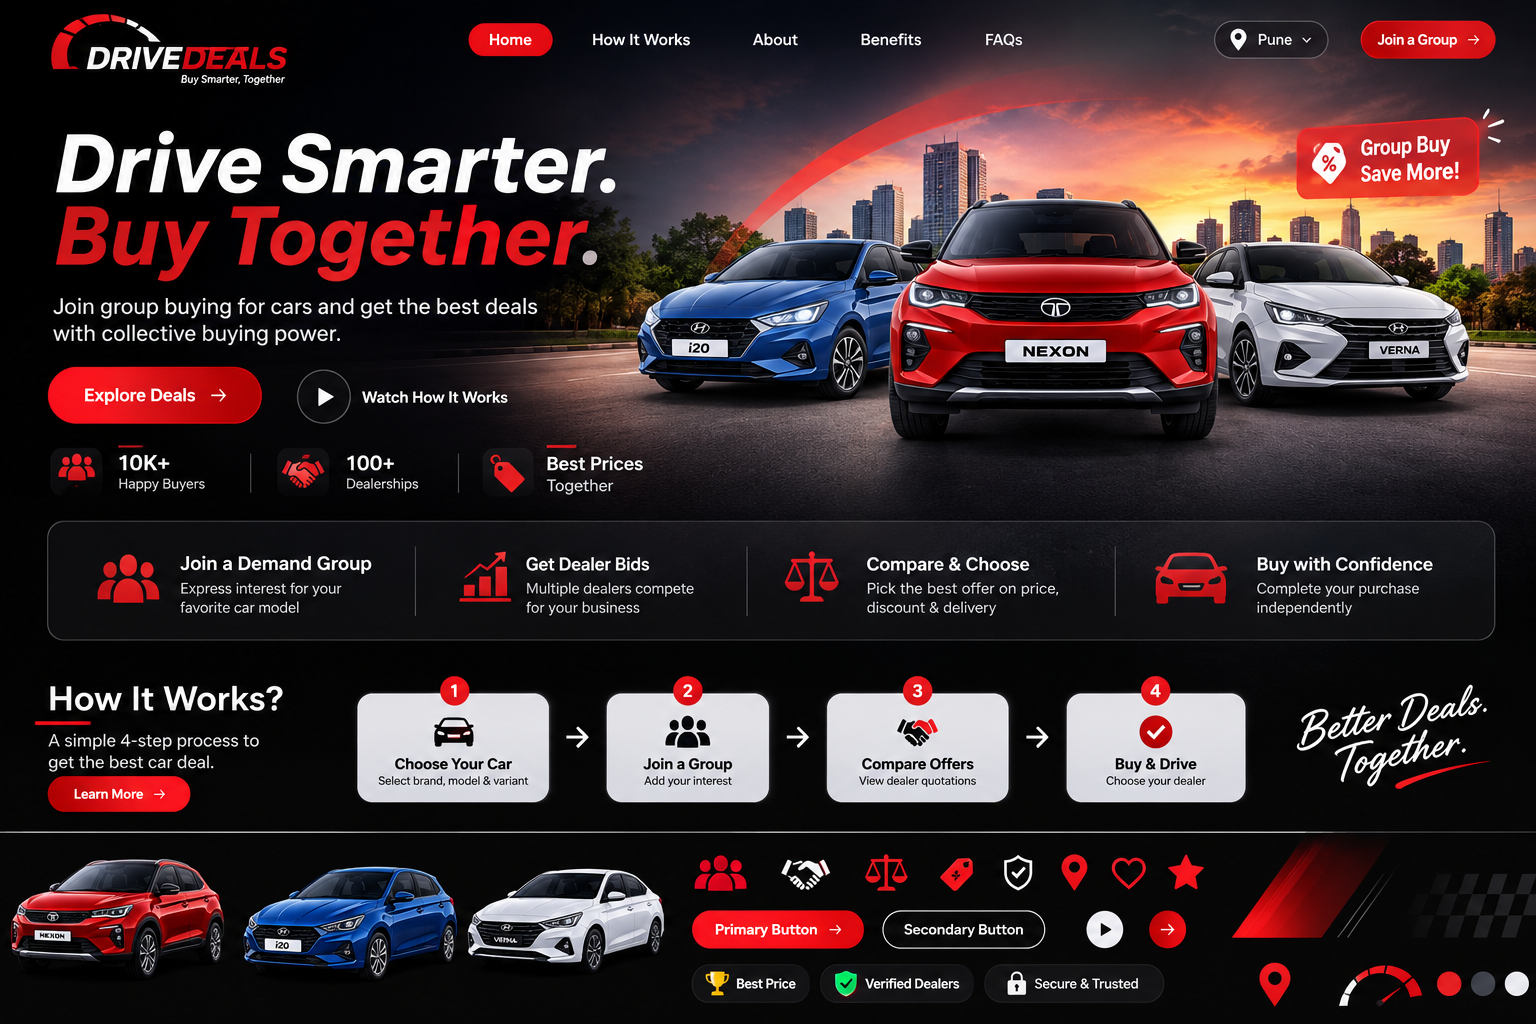 DRIVEDEALS
Buy Smarter, Together
Home
How It Works
About
Benefits
FAQs
Pune
Join a Group
Drive Smarter.
Buy Together.
Join group buying for cars and get the best deals
with collective buying power.
Explore Deals
Watch How It Works
10K+
Happy Buyers
100+
Dealerships
Best Prices
Together
%
Group Buy
Save More!
i20
NEXON
VERNA
Join a Demand Group
Express interest for your
favorite car model
Get Dealer Bids
Multiple dealers compete
for your business
Compare & Choose
Pick the best offer on price,
discount & delivery
Buy with Confidence
Complete your purchase
independently
How It Works?
A simple 4-step process to
get the best car deal.
Learn More
1
Choose Your Car
Select brand, model & variant
2
Join a Group
Add your interest
3
Compare Offers
View dealer quotations
4
Buy & Drive
Choose your dealer
Better Deals.
Together.
NEXON
i20
VERNA
Primary Button
Secondary Button
Best Price
Verified Dealers
Secure & Trusted